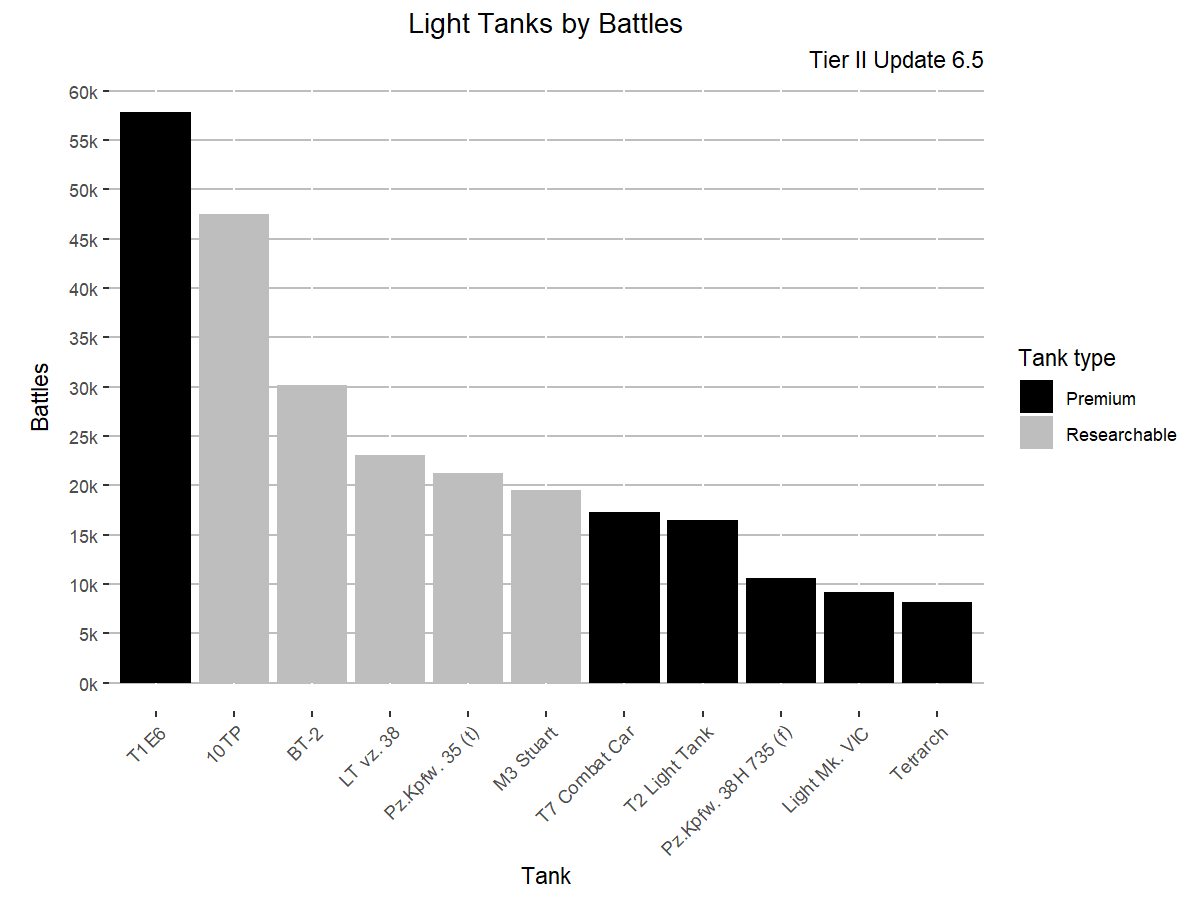 Light Tanks by Battles
Tier II Update 6.5
60k
55k
50k
45k
40k
35k
30k
25k
20k
15k
10k
5k
0k
Battles
T1E6
10TP
BT-2
LT vz. 38
Pz.Kpfw. 35 (t)
M3 Stuart
T7 Combat Car
T2 Light Tank
Pz.Kpfw. 38H 735 (f)
Light Mk. VIC
Tetrarch
Tank
Tank type
Premium
Researchable